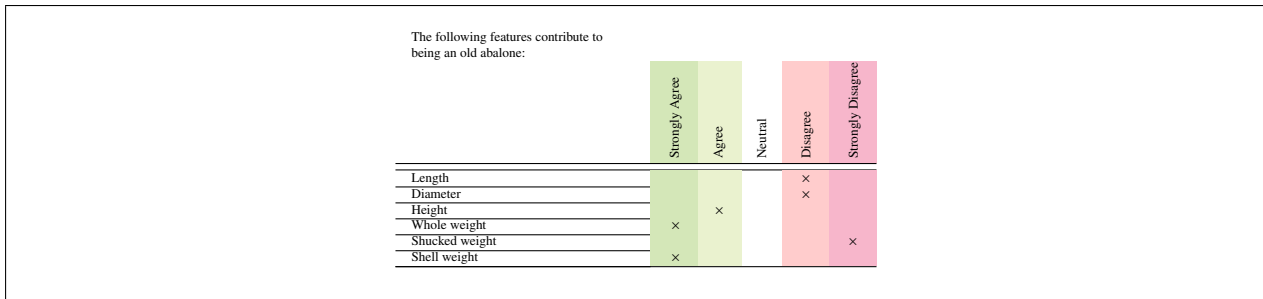 The following features contribute to
being an old abalone:
Strongly Agree
Agree
Neutral
Disagree
Strongly Disagree
Length ×
Diameter ×
Height ×
Whole weight ×
Shucked weight ×
Shell weight ×